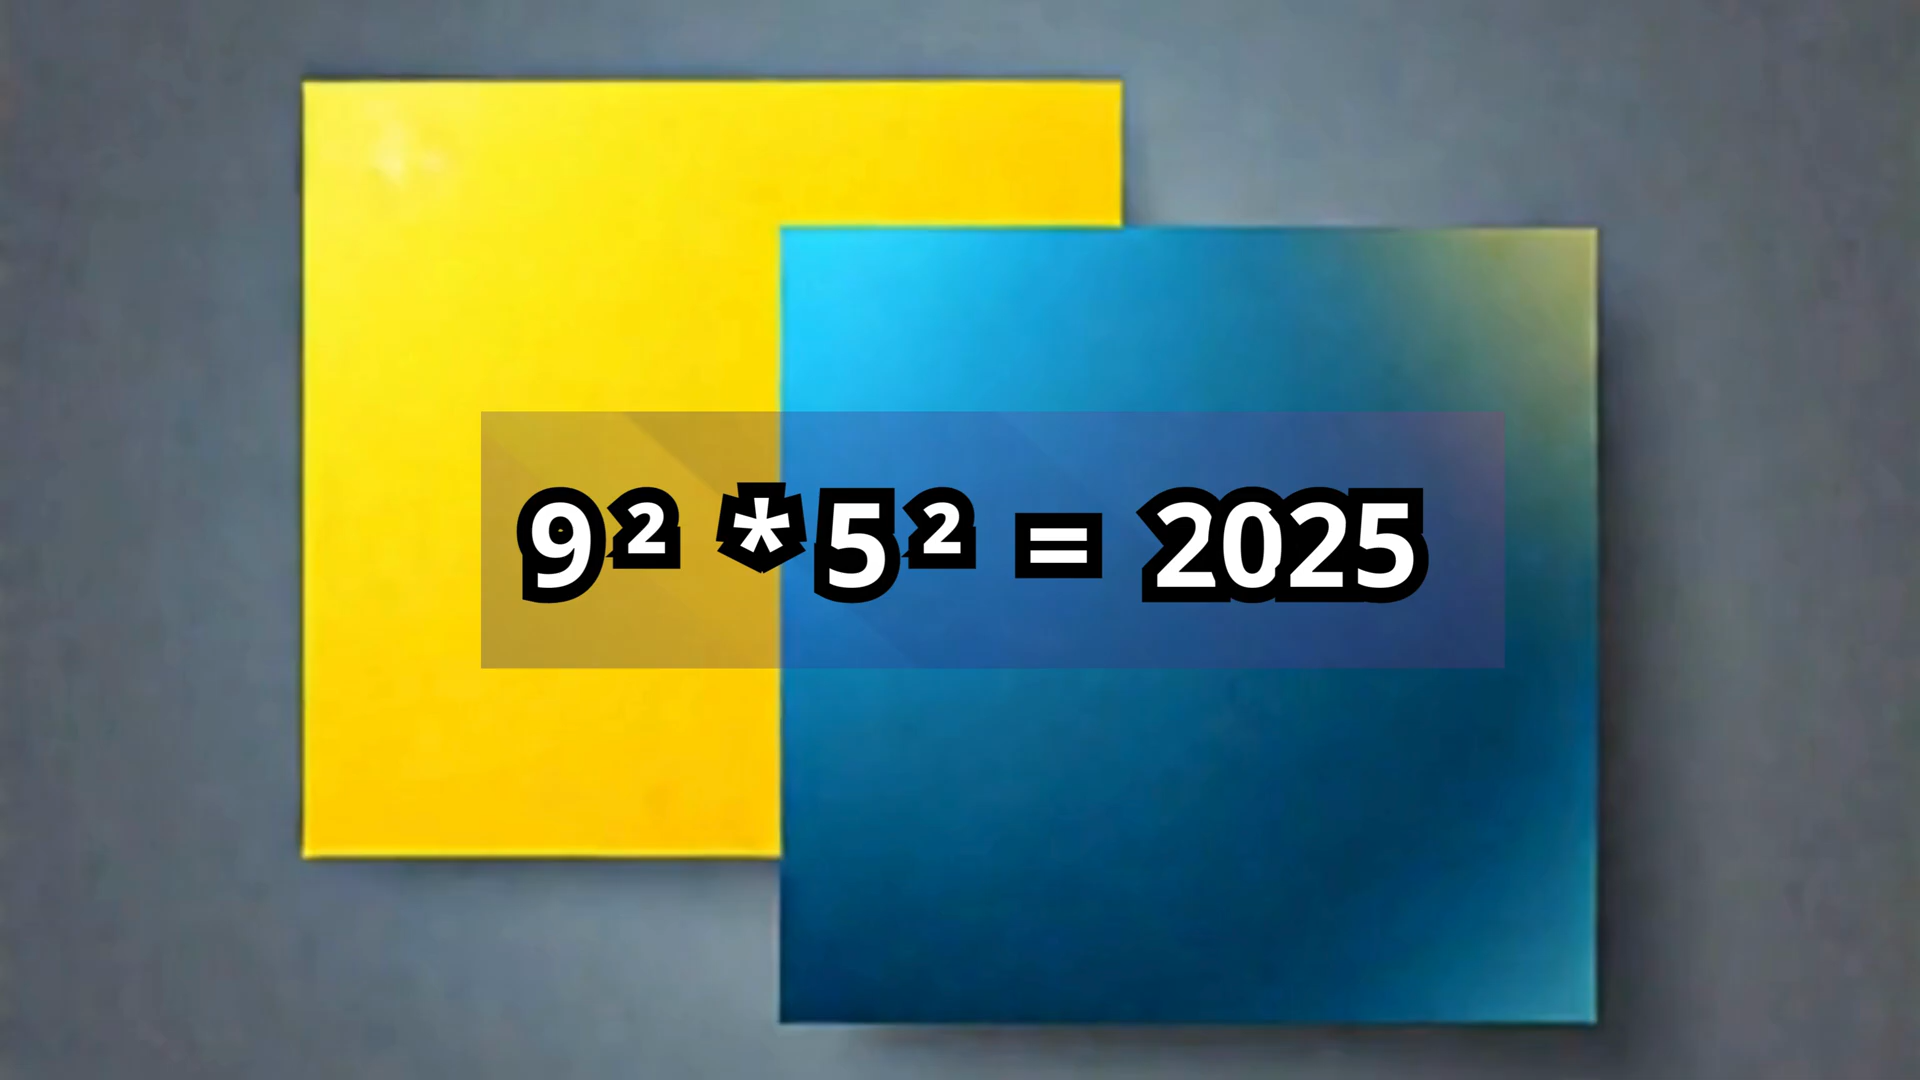 9² * 5² = 2025